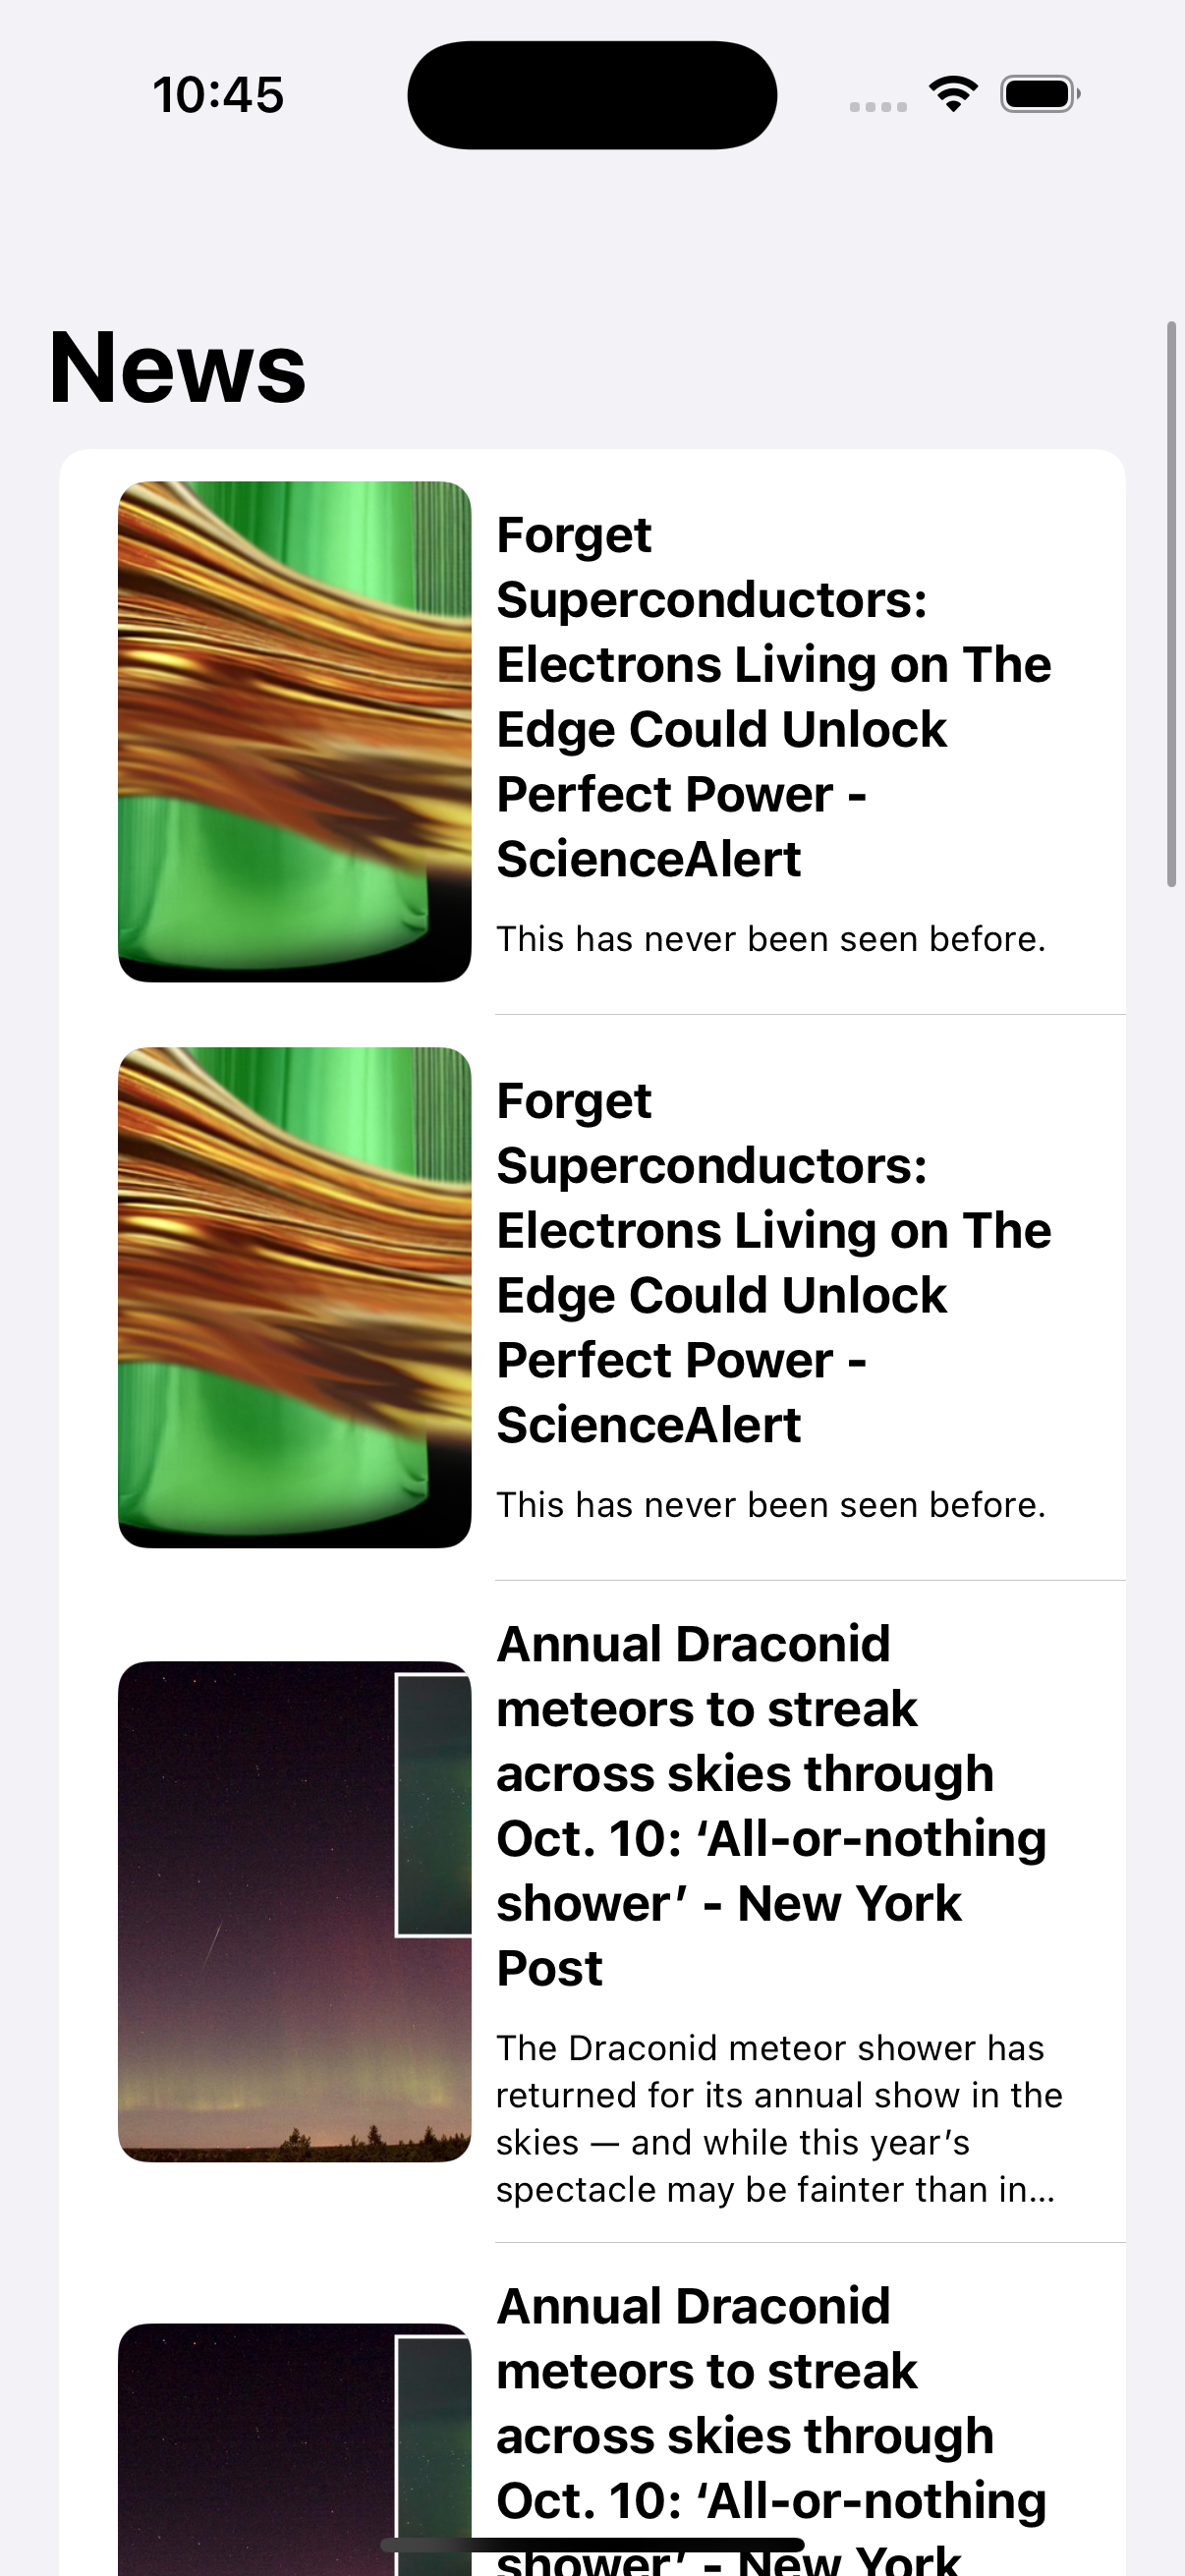 10:45
News
Forget
Superconductors:
Electrons Living on The
Edge Could Unlock
Perfect Power -
ScienceAlert
This has never been seen before.
Forget
Superconductors:
Electrons Living on The
Edge Could Unlock
Perfect Power -
ScienceAlert
This has never been seen before.
Annual Draconid
meteors to streak
across skies through
Oct. 10: ‘All-or-nothing
shower’ - New York
Post
The Draconid meteor shower has
returned for its annual show in the
skies — and while this year’s
spectacle may be fainter than in…
Annual Draconid
meteors to streak
across skies through
Oct. 10: ‘All-or-nothing
shower’ - New York